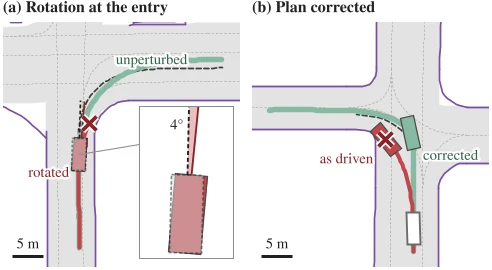 (a) Rotation at the entry
unperturbed
4°
rotated
5 m
(b) Plan corrected
as driven
corrected
5 m